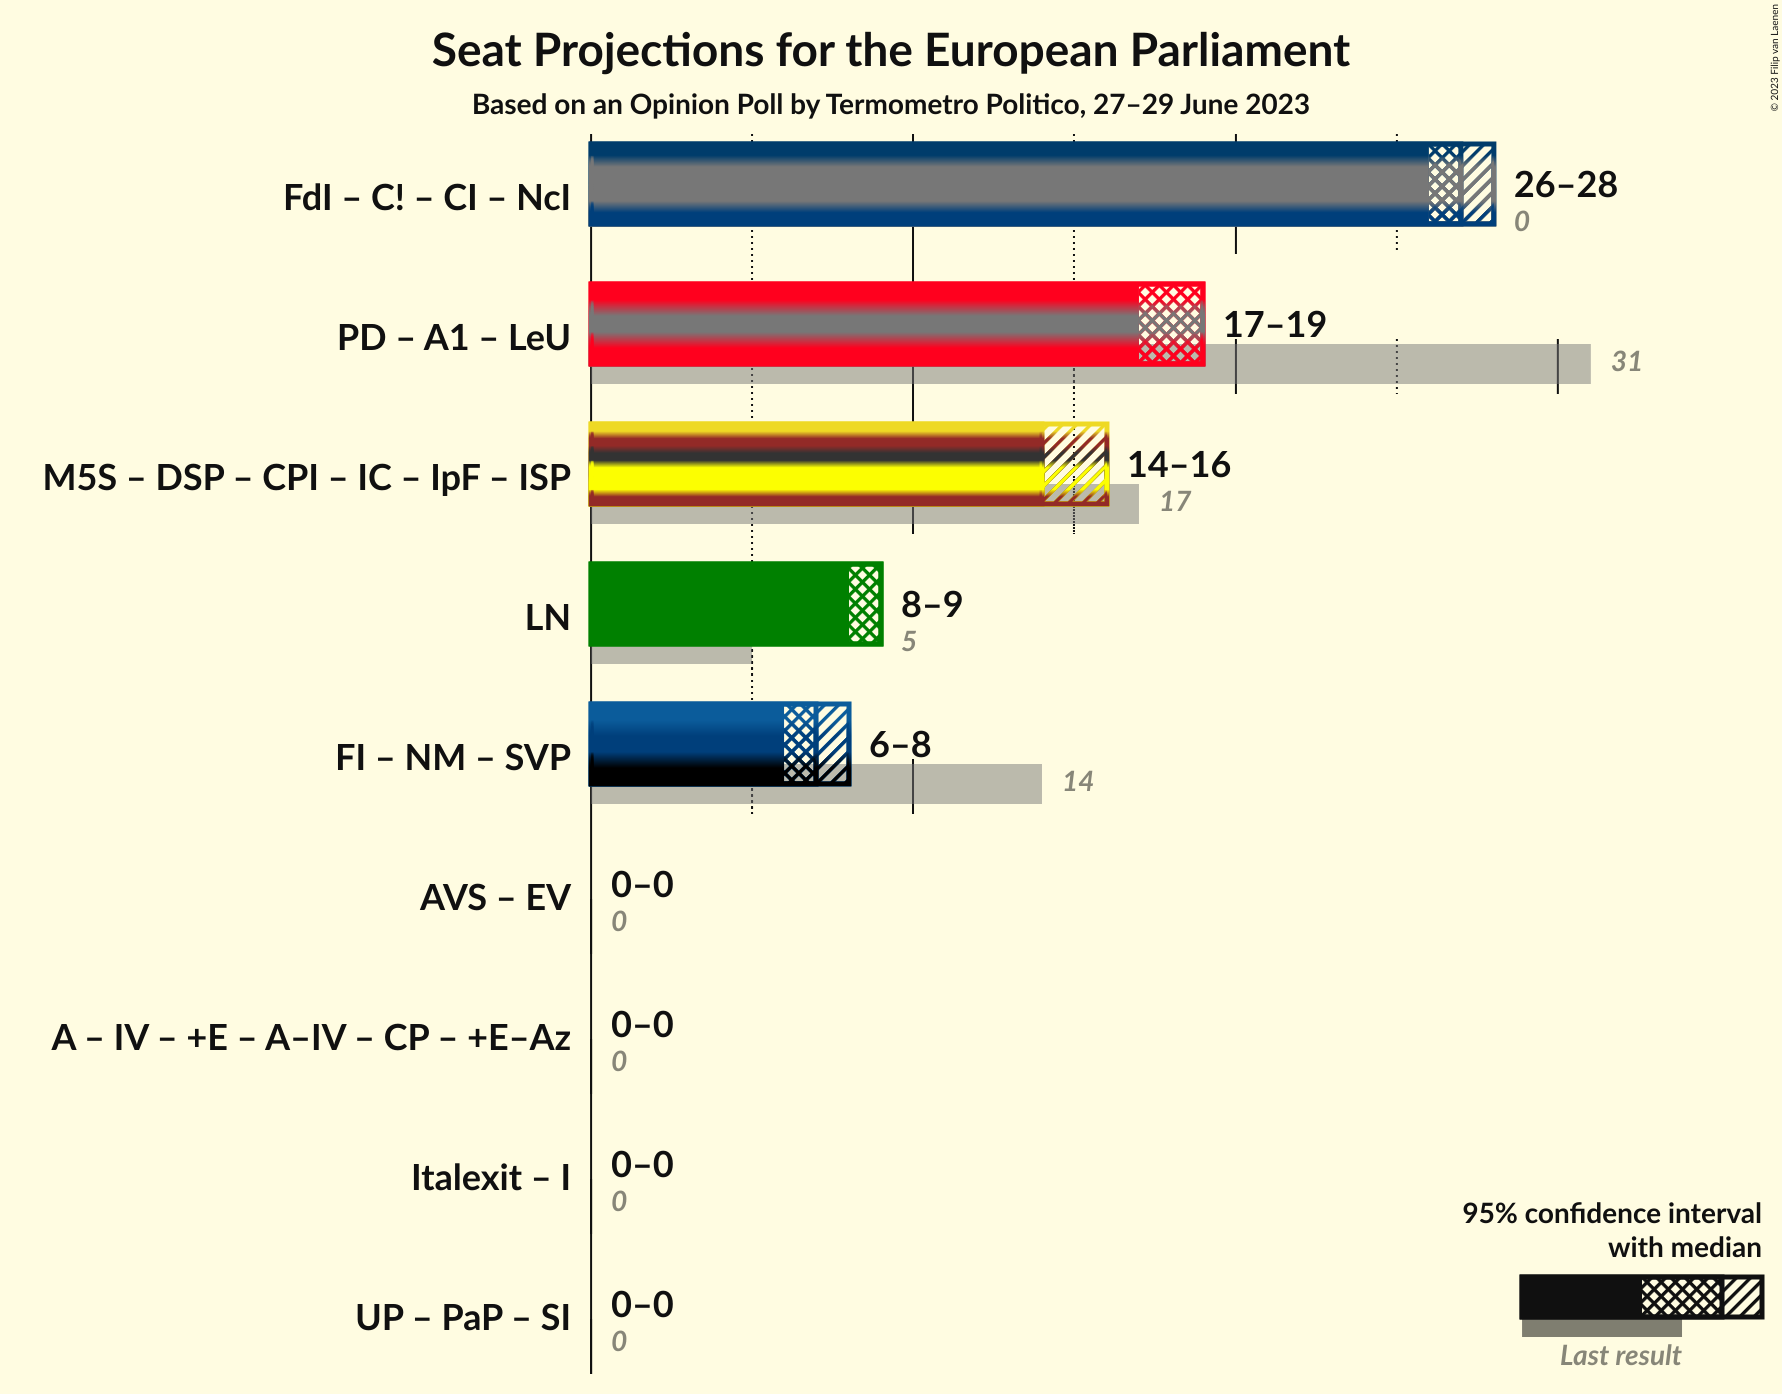 Seat Projections for the European Parliament
Based on an Opinion Poll by Termometro Politico, 27–29 June 2023
© 2023 Filip van Laenen
FdI – C! – CI – NcI
26–28
0
PD – A1 – LeU
17–19
31
M5S – DSP – CPI – IC – IpF – ISP
14–16
17
LN
8–9
5
FI – NM – SVP
6–8
14
AVS – EV
0–0
0
A – IV – +E – A–IV – CP – +E–Az
0–0
0
Italexit – I
0–0
0
UP – PaP – SI
0–0
0
95% confidence interval
with median
Last result